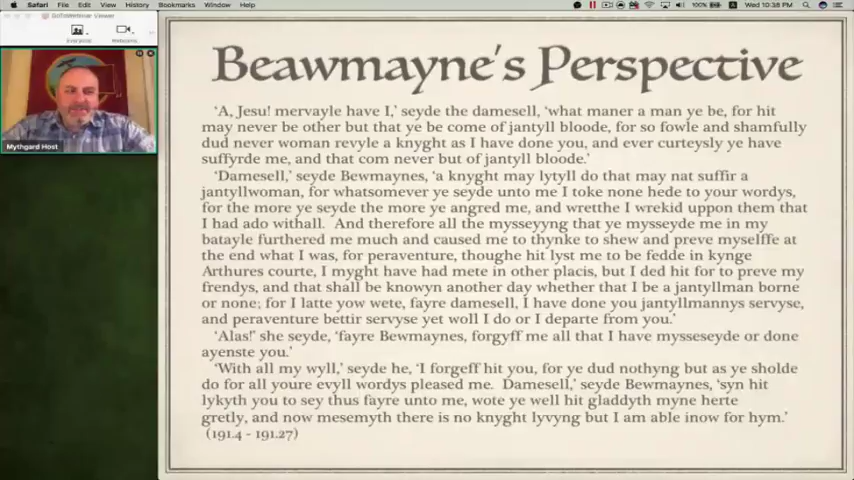 Safari File Edit View History Bookmarks Window Help 100% Wed 10:38 PM
GoToWebinar Viewer
Everybody Webcams
Mythgard Host
Beawmayne's Perspective
'A, Jesu! mervayle have I,' seyde the damesell, 'what maner a man ye be, for hit
may never be other but that ye be come of jantyll bloode, for so fowle and shamfully
dud never woman revyle a knyght as I have done you, and ever curteysly ye have
suffyrde me, and that com never but of jantyll bloode.'
'Damesell,' seyde Bewmaynes, 'a knyght may lytyll do that may nat suffir a
jantyllwoman, for whatsomever ye seyde unto me I toke none hede to your wordys,
for the more ye seyde the more ye angred me, and wretthe I wrekid uppon them that
I had ado withall. And therefore all the mysseyyng that ye mysseyde me in my
batayle furthered me much and caused me to thynke to shew and preve myselffe at
the end what I was, for peraventure, thoughe hit lyst me to be fedde in kynge
Arthures courte, I myght have had mete in other placis, but I ded hit for to preve my
frendys, and that shall be knowyn another day whether that I be a jantyllman borne
or none; for I latte yow wete, fayre damesell, I have done you jantyllmannys servyse,
and peraventure bettir servyse yet woll I do or I departe from you.'
'Alas!' she seyde, 'fayre Bewmaynes, forgyff me all that I have mysseseyde or done
ayenste you.'
'With all my wyll,' seyde he, 'I forgeff hit you, for ye dud nothyng but as ye sholde
do for all youre evyll wordys pleased me. Damesell,' seyde Bewmaynes, 'syn hit
lykyth you to sey thus fayre unto me, wote ye well hit gladdyth myne herte
gretly, and now mesemyth there is no knyght lyvyng but I am able inow for hym.'
(191.4 - 191.27)